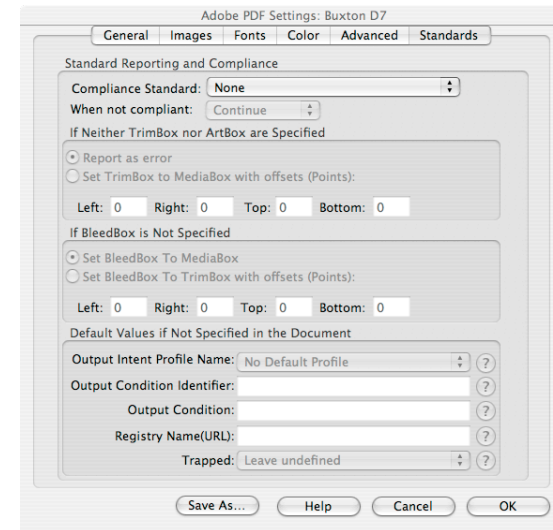 Adobe PDF Settings: Buxton D7
General Images Fonts Color Advanced Standards
Standard Reporting and Compliance
Compliance Standard: None
When not compliant: Continue
If Neither TrimBox nor ArtBox are Specified
Report as error
Set TrimBox to MediaBox with offsets (Points):
Left: 0 Right: 0 Top: 0 Bottom: 0
If BleedBox is Not Specified
Set BleedBox To MediaBox
Set BleedBox To TrimBox with offsets (Points):
Left: 0 Right: 0 Top: 0 Bottom: 0
Default Values if Not Specified in the Document
Output Intent Profile Name: No Default Profile ?
Output Condition Identifier: ?
Output Condition: ?
Registry Name(URL): ?
Trapped: Leave undefined ?
Save As... Help Cancel OK